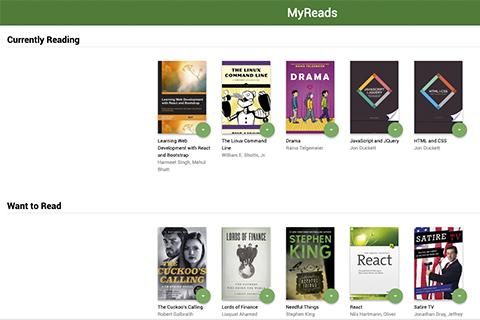 MyReads
Currently Reading
Learning Web Development with React and Bootstrap
THE LINUX
COMMAND LINE
DRAMA
RAINA TELGEMEIER
JAVASCRIPT
& JQUERY
HTML & CSS
Learning Web
Development with React
and Bootstrap
Harmeet Singh, Mehul
Bhatt
The Linux Command
Line
William E. Shotts, Jr.
Drama
Raina Telgemeier
JavaScript and JQuery
Jon Duckett
HTML and CSS
Jon Duckett
Want to Read
THE
CUCKOO'S
CALLING
LORDS OF FINANCE
STEPHEN
KING
NEEDFUL THINGS
React
SATIRE TV
The Cuckoo's Calling
Robert Galbraith
Lords of Finance
Liaquat Ahamed
Needful Things
Stephen King
React
Nils Hartmann, Oliver
Satire TV
Jonathan Gray, Jeffrey